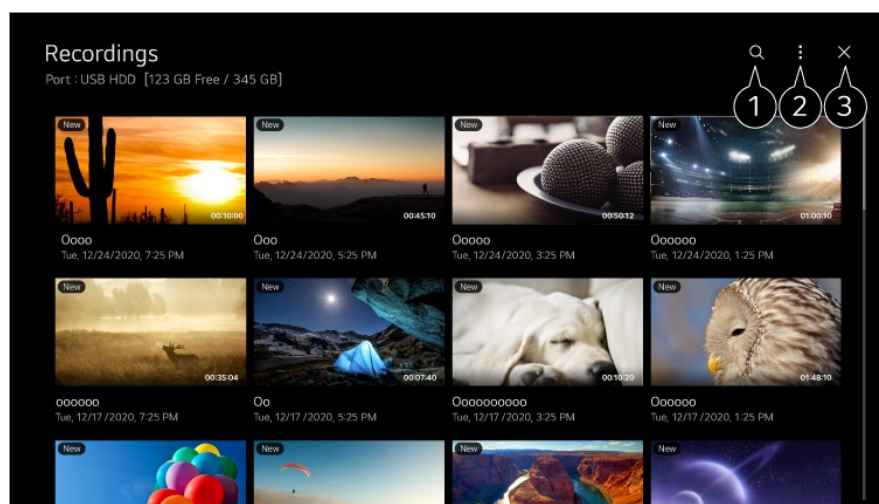 Recordings
Port : USB HDD [123 GB Free / 345 GB]
1 2 3
New New New New
00:10:00 00:45:10 00:50:12 01:00:10
Oooo Ooo Ooooo Oooooo
Tue, 12/24/2020, 7:25 PM Tue, 12/24/2020, 5:25 PM Tue, 12/24/2020, 3:25 PM Tue, 12/24/2020, 1:25 PM
New New New New
00:35:04 00:07:40 00:10:20 01:48:10
oooooo Oo Oooooooooo Oooooo
Tue, 12/17 /2020, 7:25 PM Tue, 12/17 /2020, 5:25 PM Tue, 12/17 /2020, 3:25 PM Tue, 12/17 /2020, 1:25 PM
New New New New